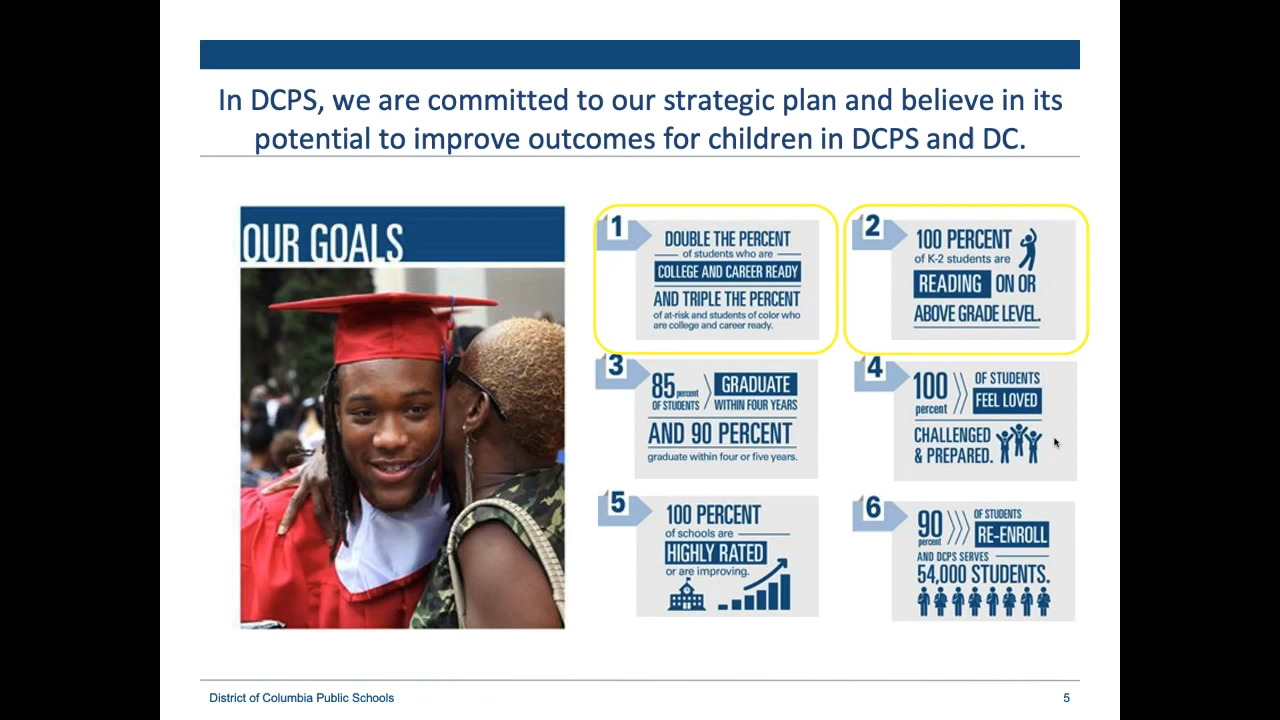 In DCPS, we are committed to our strategic plan and believe in its
potential to improve outcomes for children in DCPS and DC.
OUR GOALS
1
DOUBLE THE PERCENT
of students who are
COLLEGE AND CAREER READY
AND TRIPLE THE PERCENT
of at-risk and students of color who
are college and career ready.
2
100 PERCENT
of K-2 students are
READING ON OR
ABOVE GRADE LEVEL.
3
85 percent
OF STUDENTS
GRADUATE
WITHIN FOUR YEARS
AND 90 PERCENT
graduate within four or five years.
4
100
percent
OF STUDENTS
FEEL LOVED
CHALLENGED
& PREPARED.
5
100 PERCENT
of schools are
HIGHLY RATED
or are improving.
6
90
percent
OF STUDENTS
RE-ENROLL
AND DCPS SERVES
54,000 STUDENTS.
District of Columbia Public Schools
5